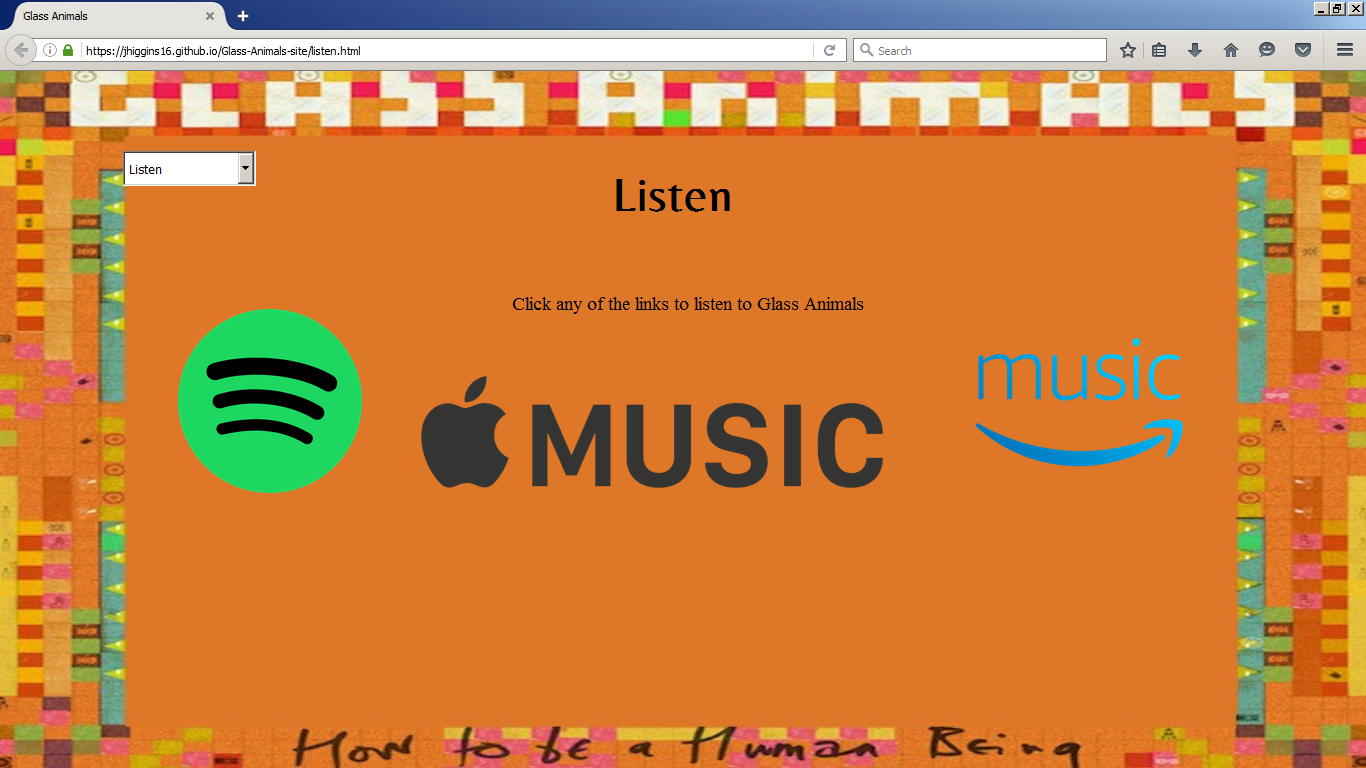 Glass Animals
https://jhiggins16.github.io/Glass-Animals-site/listen.html
Search
GLASS ANIMALS
Listen
Listen
Click any of the links to listen to Glass Animals
music
MUSIC
How to be a Human Being